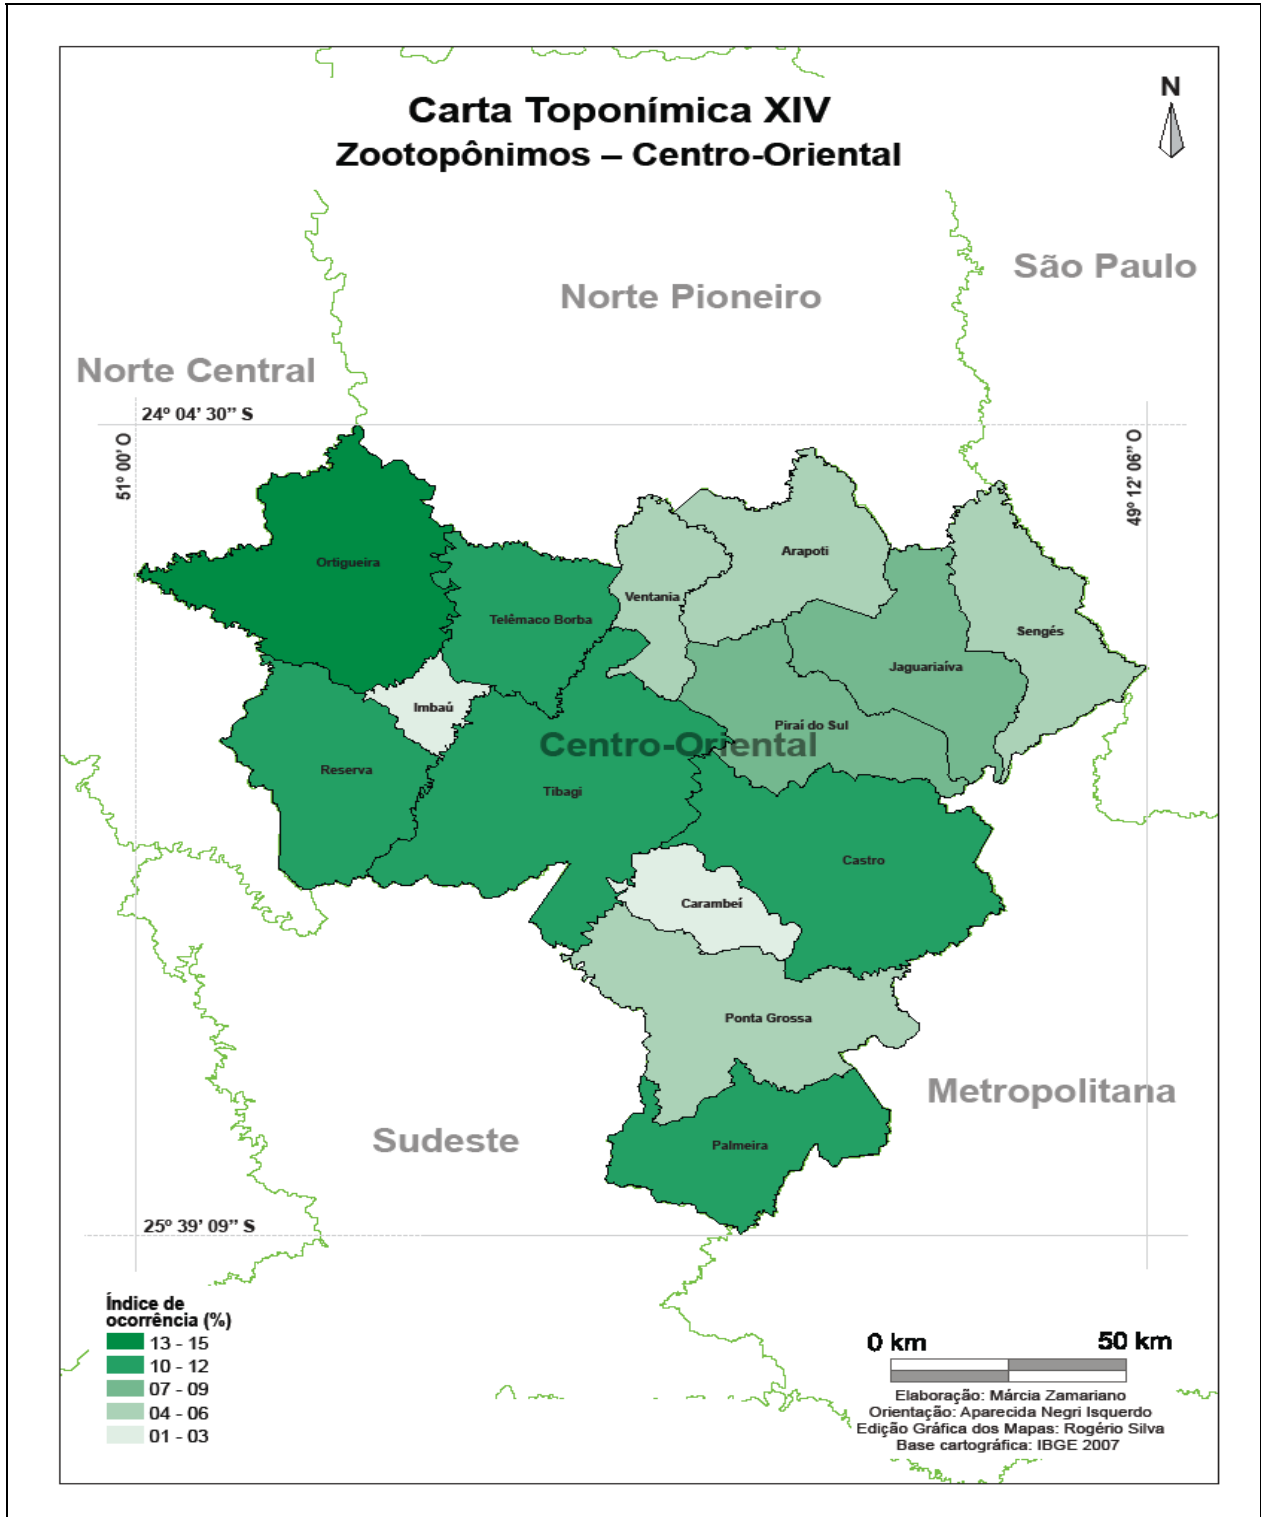 Carta Toponímica XIV
Zootopônimos – Centro-Oriental
N
São Paulo
Norte Pioneiro
Norte Central
24º 04’ 30” S
51º 00’ O
49º 12’ 06” O
Ortigueira
Arapoti
Ventania
Telêmaco Borba
Sengés
Jaguariaíva
Imbaú
Piraí do Sul
Centro-Oriental
Reserva
Tibagi
Castro
Carambeí
Ponta Grossa
Metropolitana
Sudeste
Palmeira
25º 39’ 09” S
Índice de
ocorrência (%)
13 - 15
10 - 12
07 - 09
04 - 06
01 - 03
0 km 50 km
Elaboração: Márcia Zamariano
Orientação: Aparecida Negri Isquerdo
Edição Gráfica dos Mapas: Rogério Silva
Base cartográfica: IBGE 2007